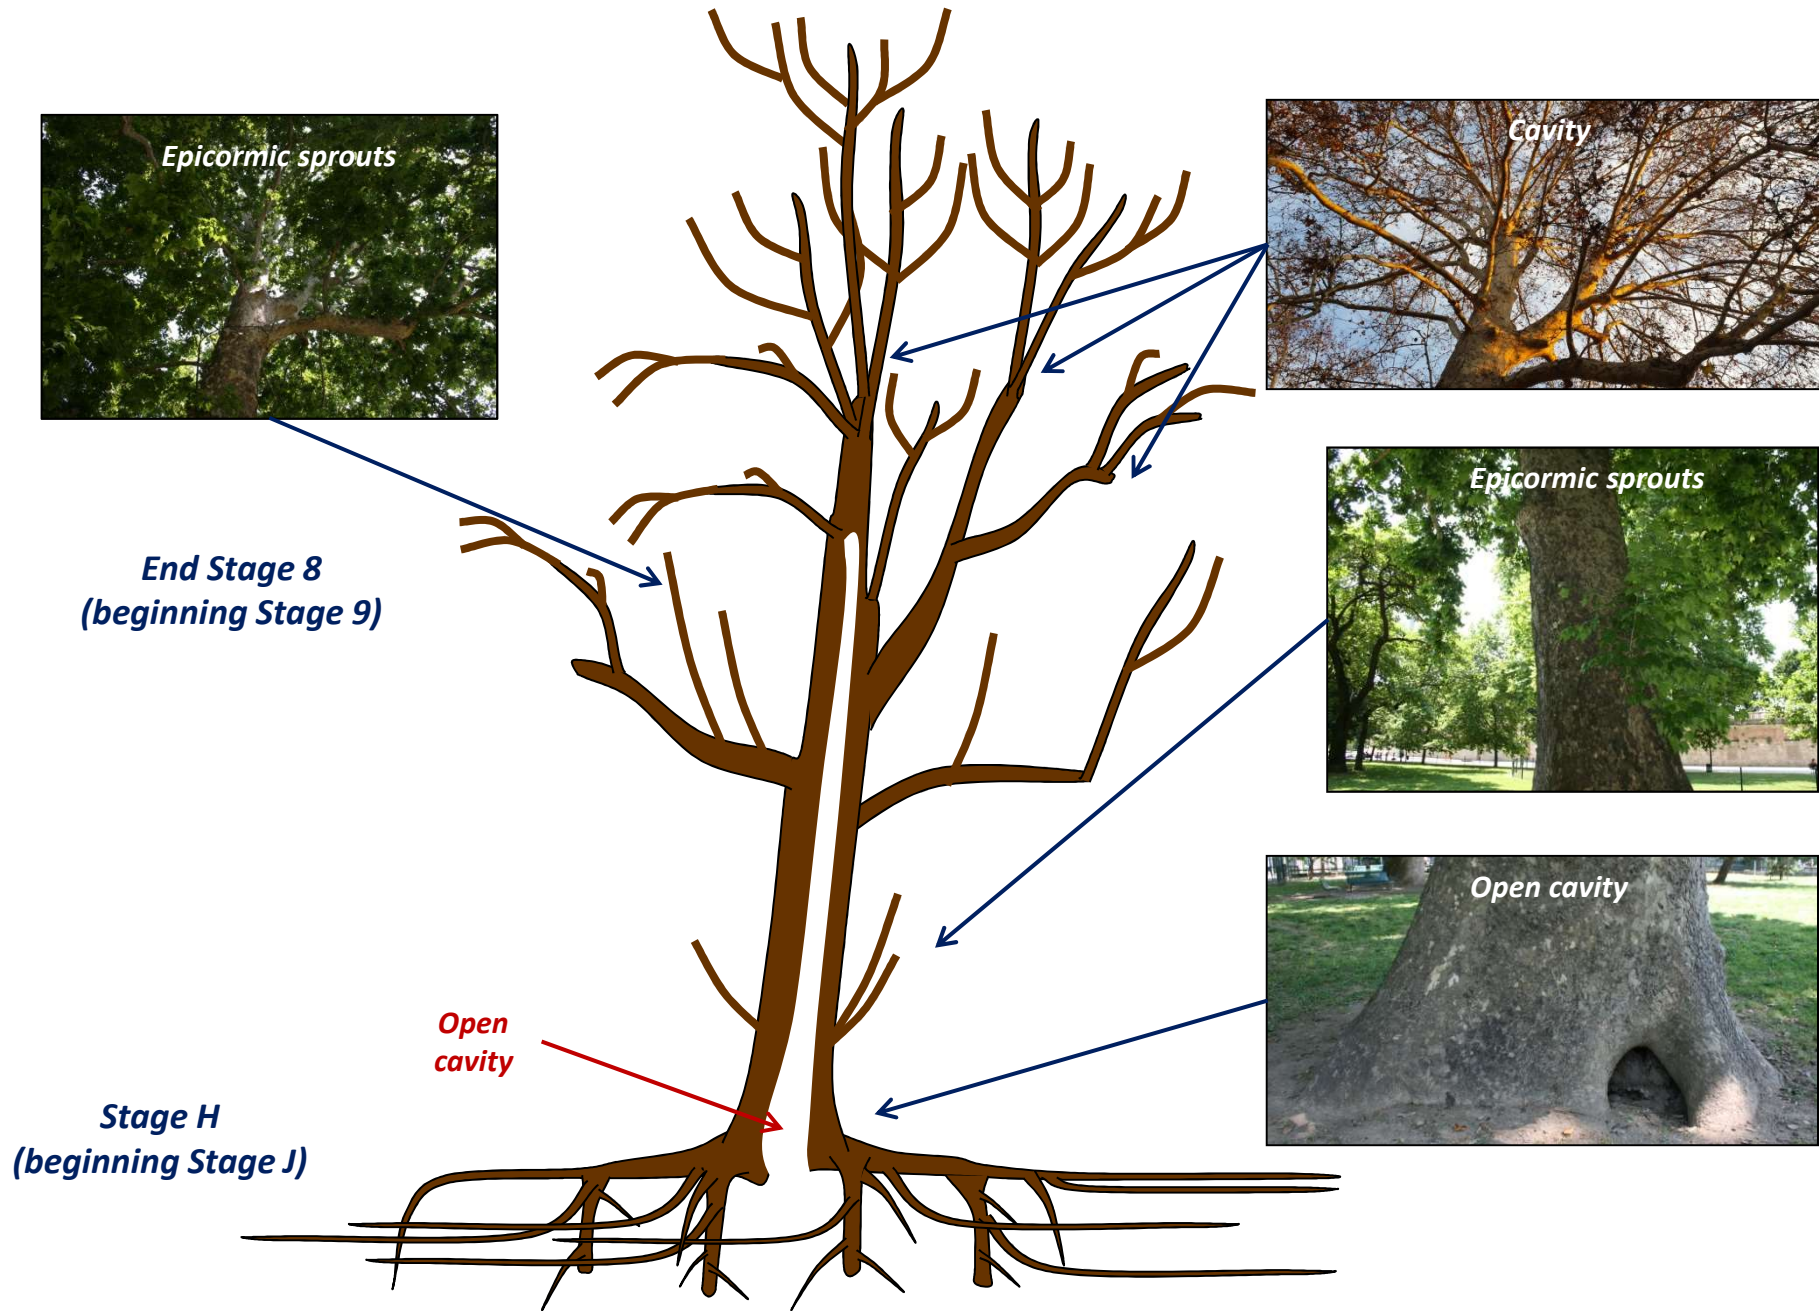 Epicormic sprouts
Cavity
Epicormic sprouts
End Stage 8
(beginning Stage 9)
Open cavity
Open
cavity
Stage H
(beginning Stage J)